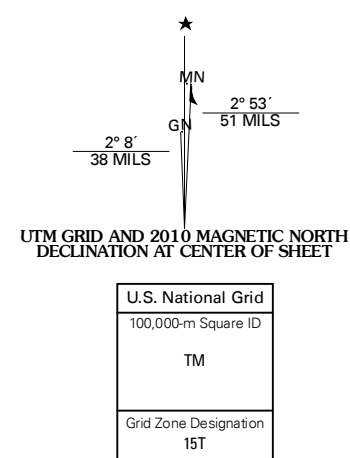 ★
MN
2° 53´
51 MILS
GN
2° 8´
38 MILS
UTM GRID AND 2010 MAGNETIC NORTH
DECLINATION AT CENTER OF SHEET
U.S. National Grid
100,000-m Square ID
TM
Grid Zone Designation
15T